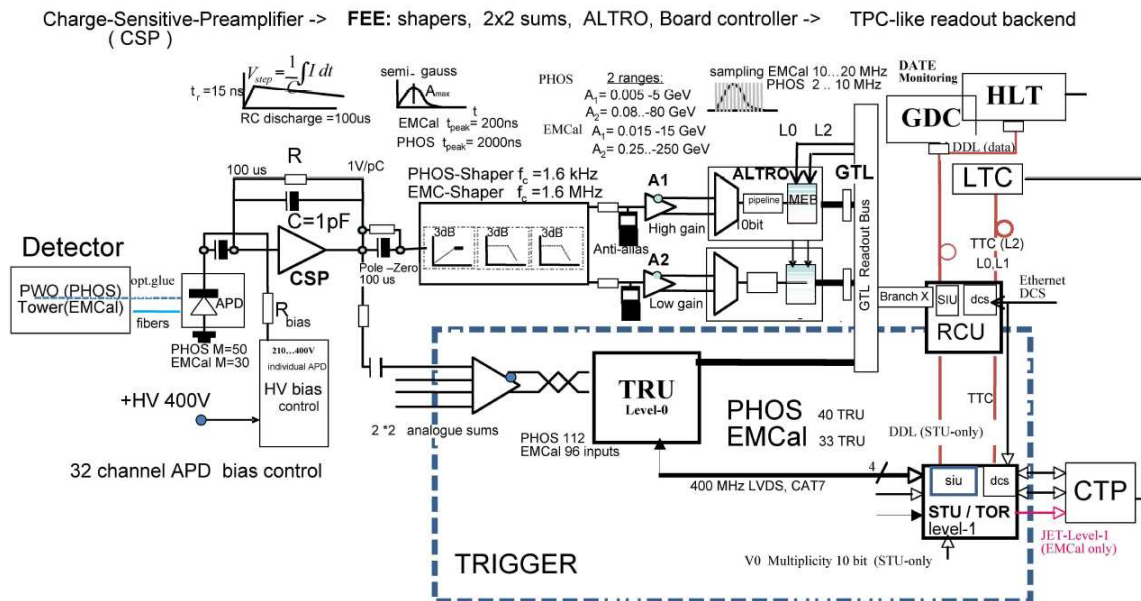 Charge-Sensitive-Preamplifier -> FEE: shapers, 2x2 sums, ALTRO, Board controller -> TPC-like readout backend
( CSP )
V_step = 1/C ∫ I dt
t_r = 15 ns
RC discharge =100us
semi- gauss
A_max
t
EMCal t_peak= 200ns
PHOS t_peak= 2000ns
2 ranges:
PHOS
A_1= 0.005 -5 GeV
A_2= 0.08..-80 GeV
EMCal
A_1= 0.015 -15 GeV
A_2= 0.25..-250 GeV
sampling EMCal 10...20 MHz
PHOS 2 .. 10 MHz
L0 L2
DATE
Monitoring
HLT
GDC
DDL (data)
LTC
TTC (L2)
L0,L1
Ethernet
DCS
R
100 us
1V/pC
C=1pF
CSP
Pole –Zero
100 us
PHOS-Shaper f_c = 1.6 kHz
EMC-Shaper f_c = 1.6 MHz
3dB 3dB 3dB
Anti-alias
A1
High gain
A2
Low gain
ALTRO
pipeline
MEB
10bit
GTL
GTL Readout Bus
Branch X
SIU
dcs
RCU
Detector
PWO (PHOS)
Tower(EMCal)
opt.glue
fibers
APD
R_bias
PHOS M=50
EMCal M=30
210...400V
individual APD
HV bias
control
+HV 400V
32 channel APD bias control
2 *2 analogue sums
TRU
Level-0
PHOS 112
EMCal 96 inputs
PHOS 40 TRU
EMCal 33 TRU
TTC
DDL (STU-only)
400 MHz LVDS, CAT7
4
siu
dcs
STU / TOR
level-1
CTP
JET-Level-1
(EMCal only)
V0 Multiplicity 10 bit (STU-only
TRIGGER